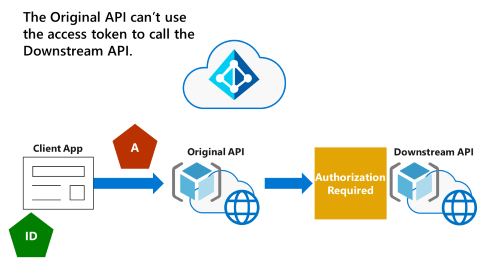 The Original API can't use
the access token to call the
Downstream API.
Client App
A
Original API
Downstream API
Authorization
Required
ID